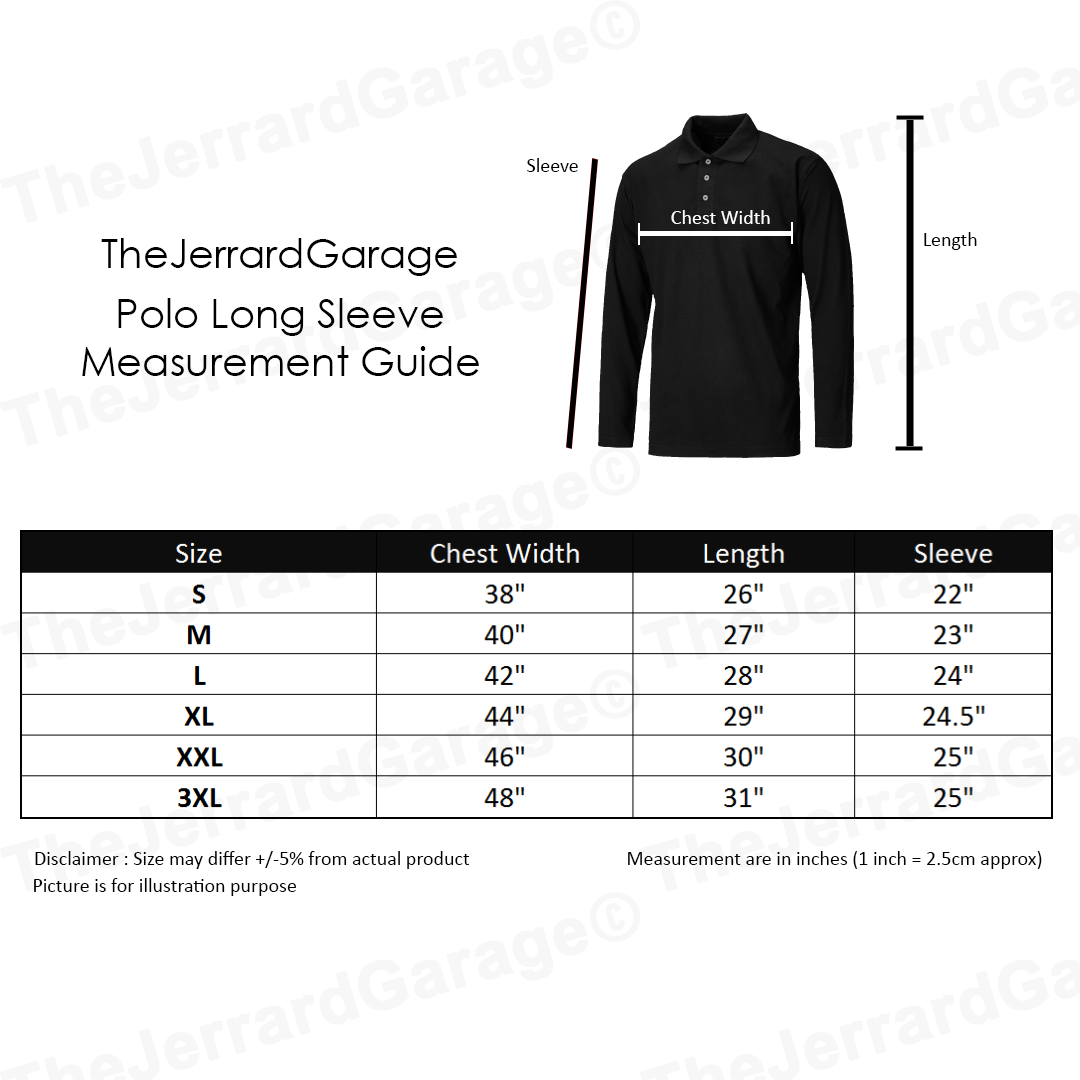 TheJerrardGarage©
TheJerrardGarage
Polo Long Sleeve
Measurement Guide
Sleeve
Chest Width
Length
Size Chest Width Length Sleeve
S 38" 26" 22"
M 40" 27" 23"
L 42" 28" 24"
XL 44" 29" 24.5"
XXL 46" 30" 25"
3XL 48" 31" 25"
Disclaimer : Size may differ +/-5% from actual product
Picture is for illustration purpose
Measurement are in inches (1 inch = 2.5cm approx)